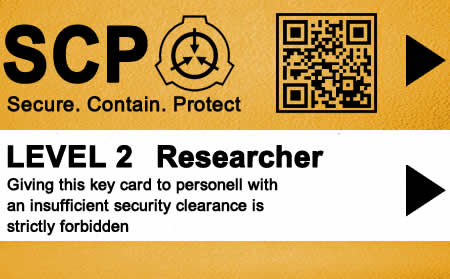 SCP
Secure. Contain. Protect
LEVEL 2 Researcher
Giving this key card to personell with
an insufficient security clearance is
strictly forbidden